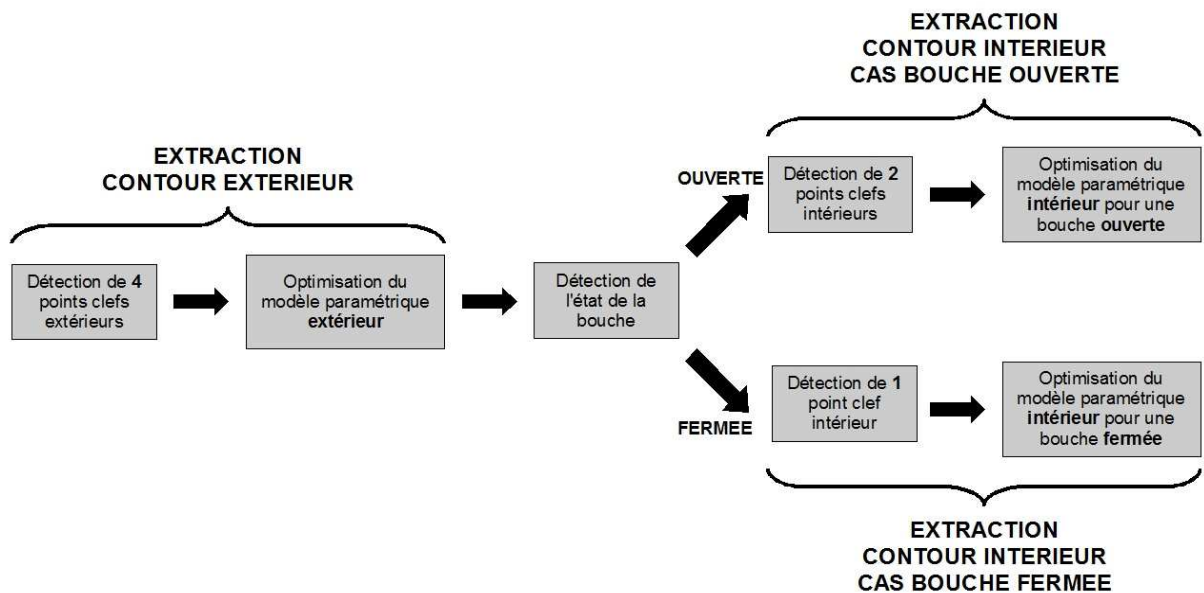 EXTRACTION
CONTOUR EXTERIEUR
Détection de 4
points clefs
extérieurs
Optimisation du
modèle paramétrique
extérieur
Détection de
l'état de la
bouche
OUVERTE
FERMEE
EXTRACTION
CONTOUR INTERIEUR
CAS BOUCHE OUVERTE
Détection de 2
points clefs
intérieurs
Optimisation du
modèle paramétrique
intérieur pour une
bouche ouverte
Détection de 1
point clef
intérieur
Optimisation du
modèle paramétrique
intérieur pour une
bouche fermée
EXTRACTION
CONTOUR INTERIEUR
CAS BOUCHE FERMEE